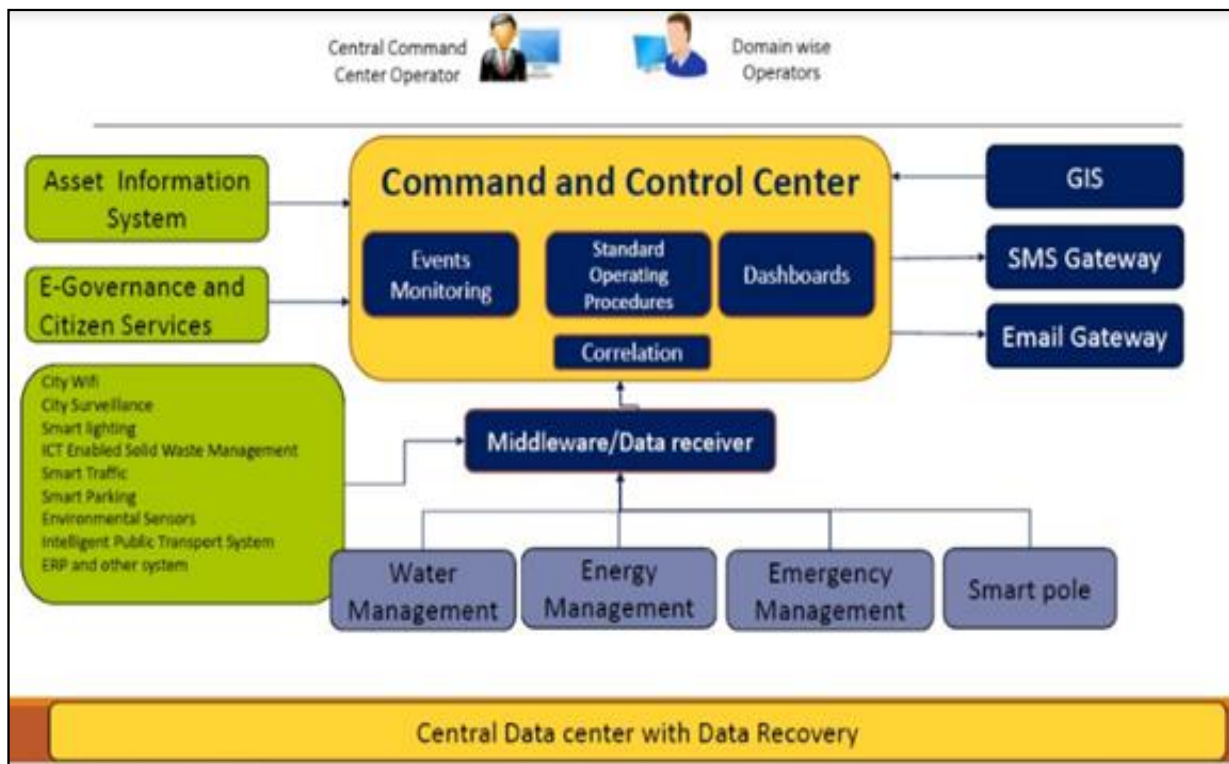 Central Command
Center Operator
Domain wise
Operators
Asset Information
System
E-Governance and
Citizen Services
Command and Control Center
Events
Monitoring
Standard
Operating
Procedures
Dashboards
Correlation
GIS
SMS Gateway
Email Gateway
City Wifi
City Surveillance
Smart lighting
ICT Enabled Solid Waste Management
Smart Traffic
Smart Parking
Environmental Sensors
Intelligent Public Transport System
ERP and other system
Middleware/Data receiver
Water
Management
Energy
Management
Emergency
Management
Smart pole
Central Data center with Data Recovery